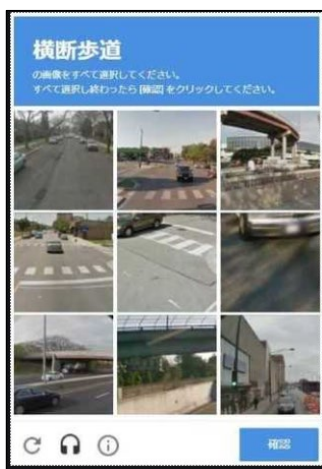 横断歩道
の画像をすべて選択してください。
すべて選択し終わったら [確認] をクリックしてください。
確認